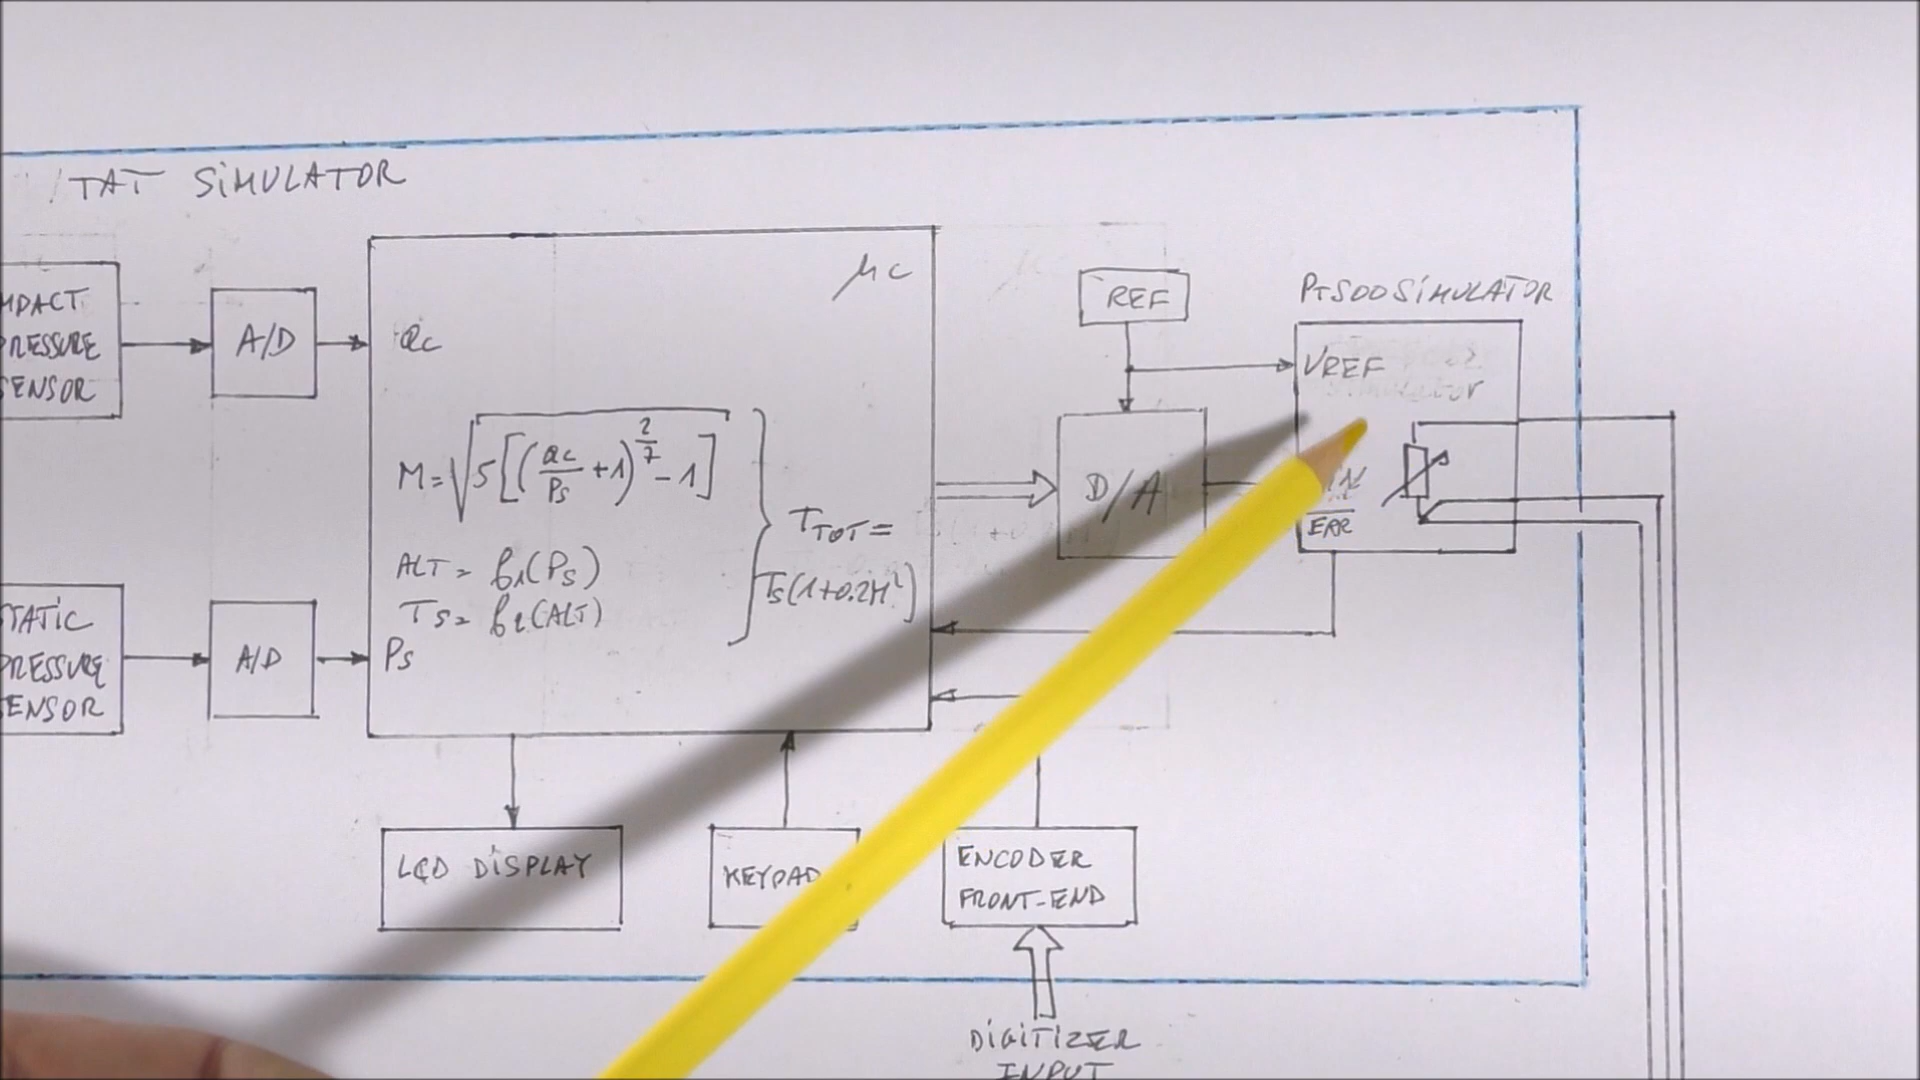 TAT SIMULATOR
MPACT
PRESSURE
SENSOR
A/D
Qc
μC
REF
PT500 SIMULATOR
VREF
simulator
M=√5[(Qc/Ps+1)^2/7-1]
TTOT=
Ts(1+0.2M²)
ALT= f1(Ps)
Ts= f2(ALT)
D/A
ERR
STATIC
PRESSURE
SENSOR
A/D
Ps
LCD DISPLAY
KEYPAD
ENCODER
FRONT-END
DIGITIZER
INPUT